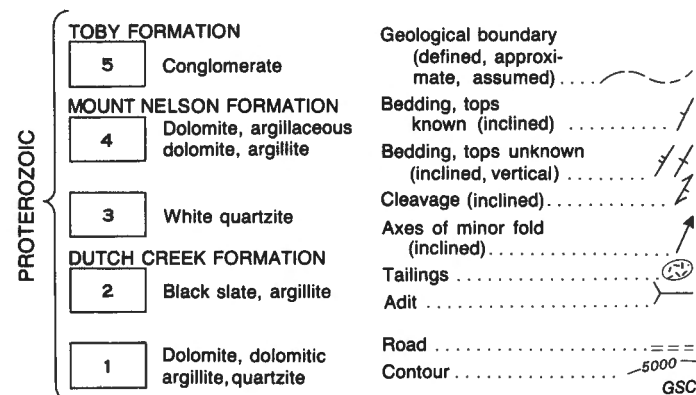 PROTEROZOIC
TOBY FORMATION
5 Conglomerate
MOUNT NELSON FORMATION
4 Dolomite, argillaceous
dolomite, argillite
3 White quartzite
DUTCH CREEK FORMATION
2 Black slate, argillite
1 Dolomite, dolomitic
argillite, quartzite
Geological boundary
(defined, approxi-
mate, assumed) ....
Bedding, tops
known (inclined) ............
Bedding, tops unknown
(inclined, vertical) ..........
Cleavage (inclined) ..............
Axes of minor fold
(inclined) ..................
Tailings ........................
Adit ..........................
Road ........................
Contour .................... 5000
GSC